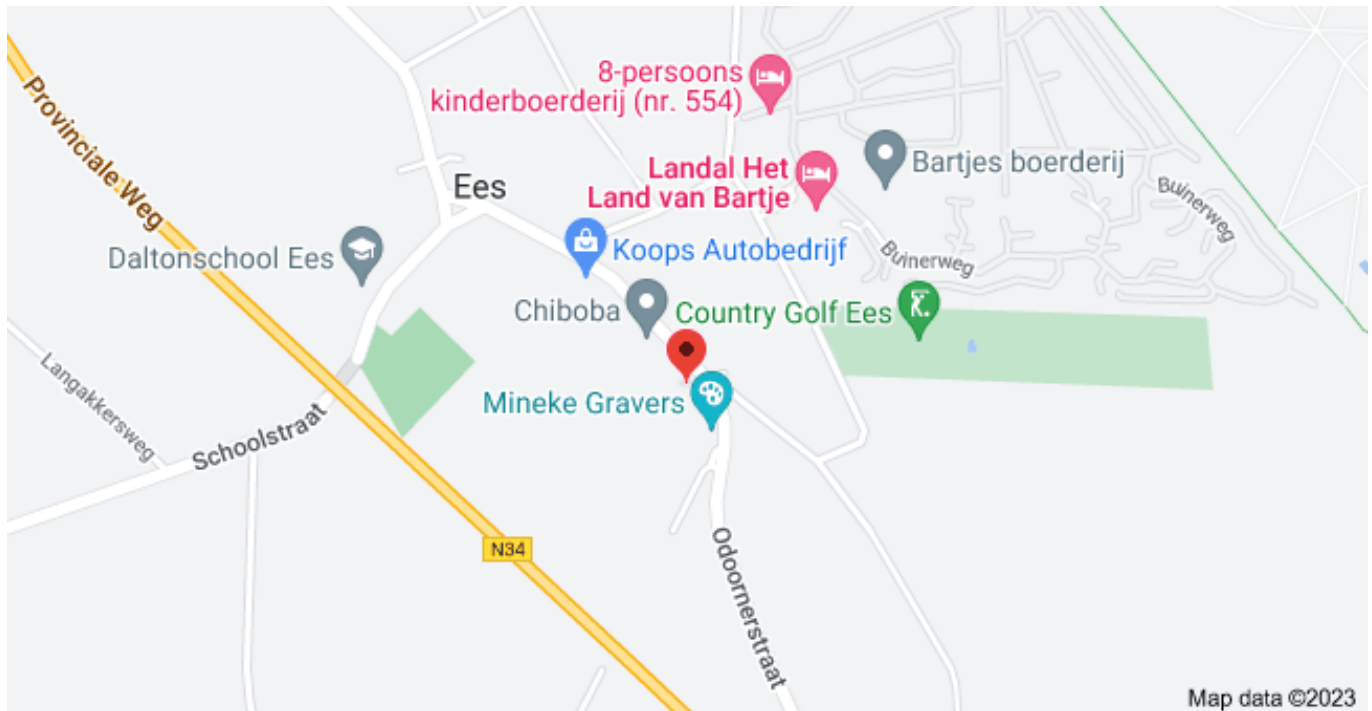 8-persoons
kinderboerderij (nr. 554)
Provinciale Weg
Landal Het
Land van Bartje
Bartjes boerderij
Buinerweg
Ees
Daltonschool Ees
Koops Autobedrijf
Buinerweg
Chiboba
Country Golf Ees
Langakkersweg
Mineke Gravers
Schoolstraat
N34
Odoornerstraat
Map data ©2023